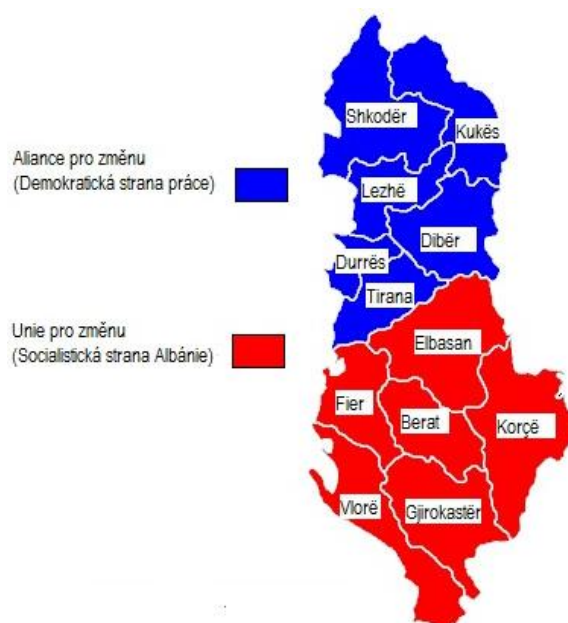 Shkodër
Kukës
Aliance pro změnu
(Demokratická strana práce)
Lezhë
Dibër
Durrës
Tirana
Unie pro změnu
(Socialistická strana Albánie)
Elbasan
Fier
Berat
Korçë
Vlorë
Gjirokastër